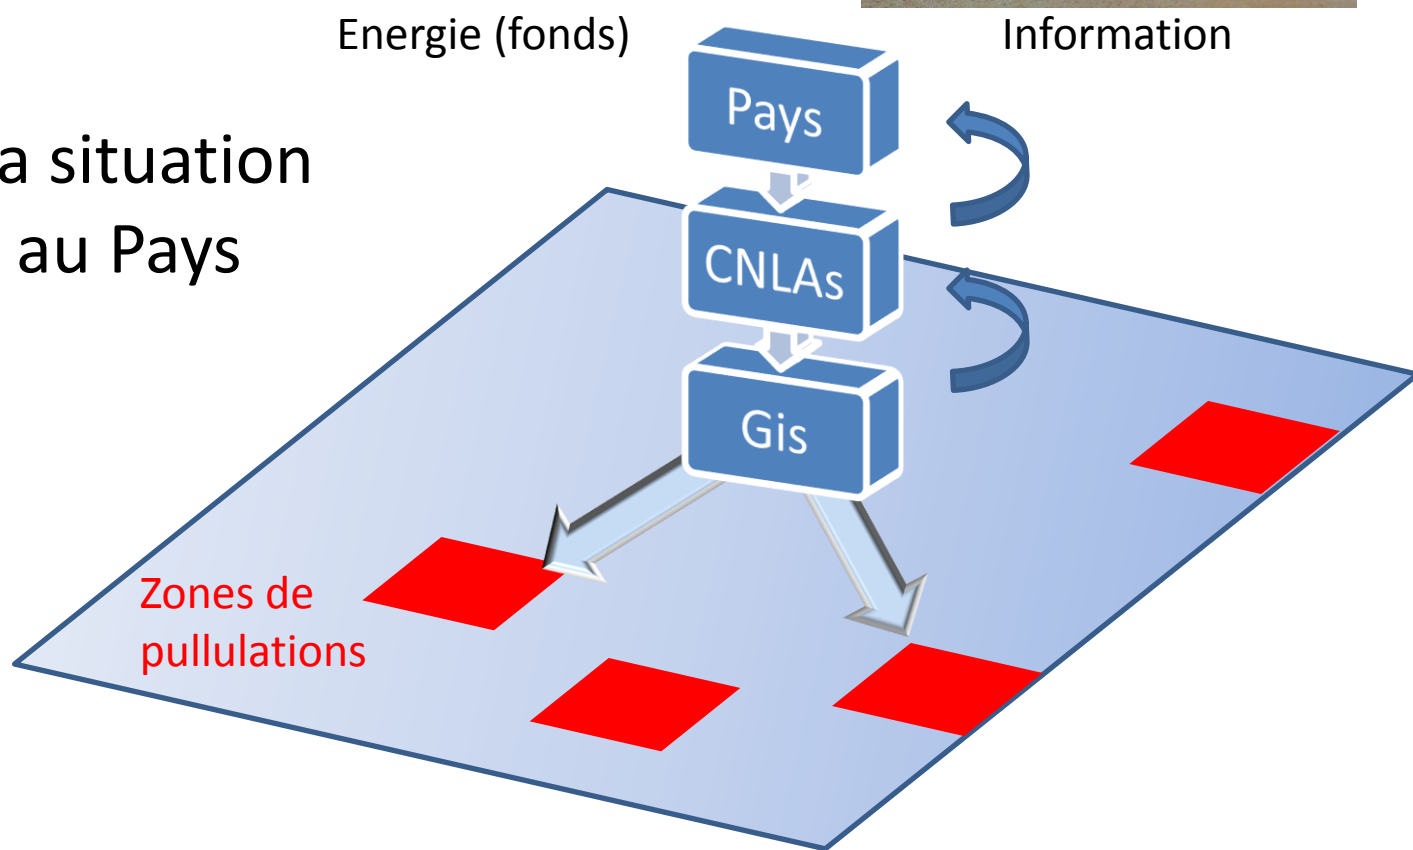 Energie (fonds)
Information
a situation
au Pays
Pays
CNLAs
Gis
Zones de
pullulations